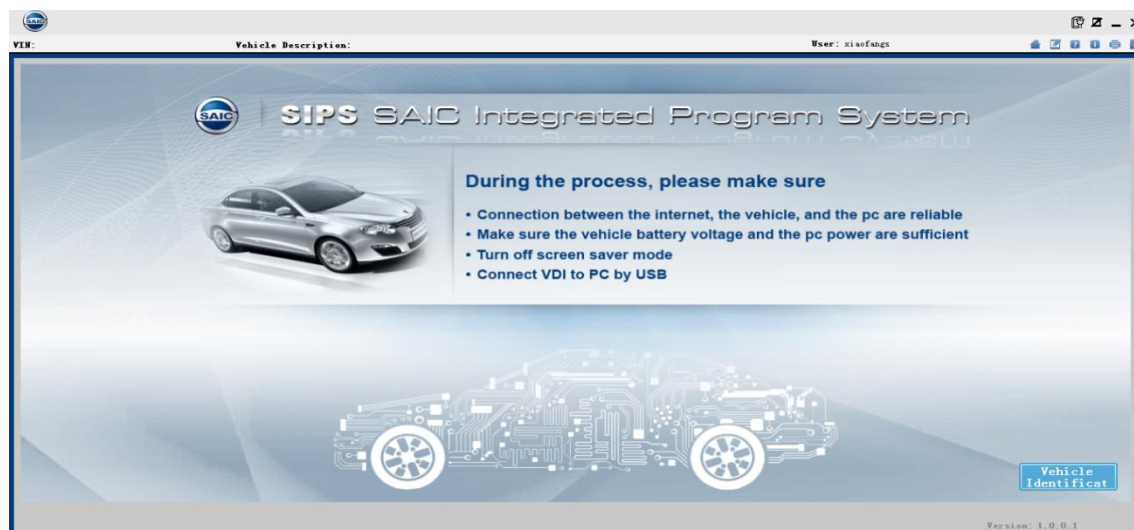 SAIC
VIN: Vehicle Description: User: xiaofangs
SAIC SIPS SAIC Integrated Program System
During the process, please make sure
• Connection between the internet, the vehicle, and the pc are reliable
• Make sure the vehicle battery voltage and the pc power are sufficient
• Turn off screen saver mode
• Connect VDI to PC by USB
Vehicle
Identificat
Version: 1.0.0.1